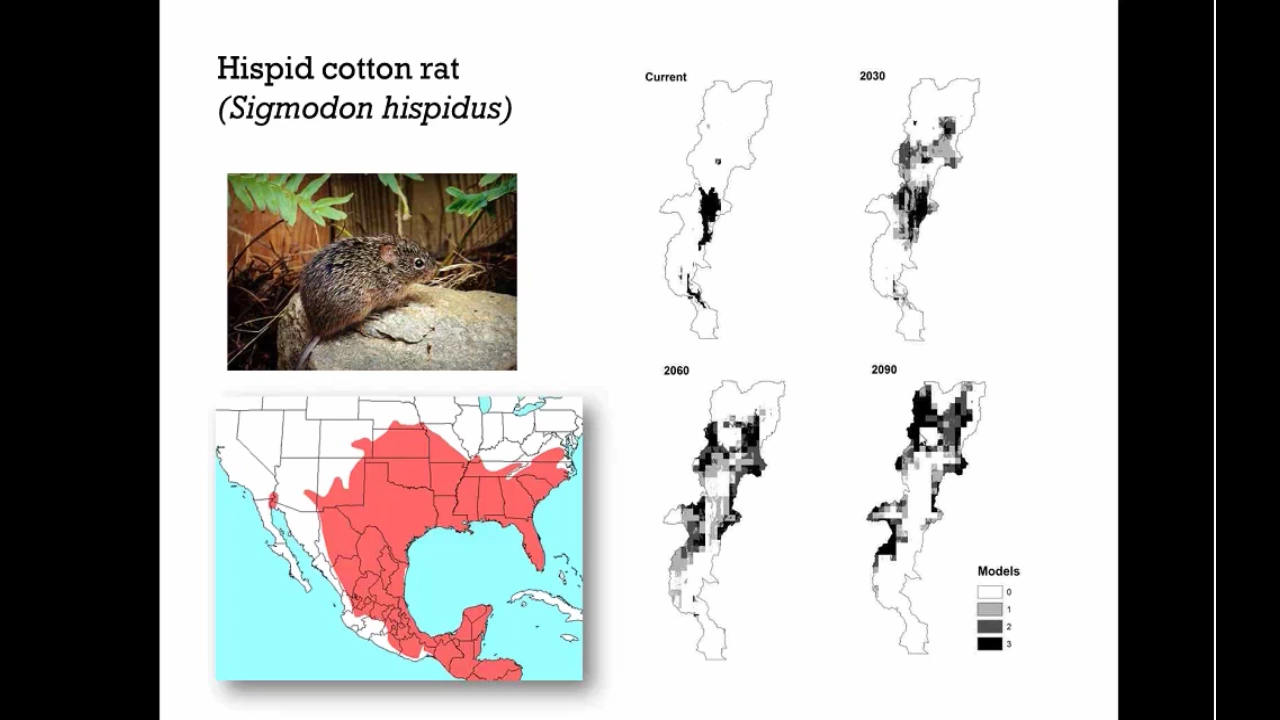 Hispid cotton rat
(Sigmodon hispidus)
Current
2030
2060
2090
Models
0
1
2
3